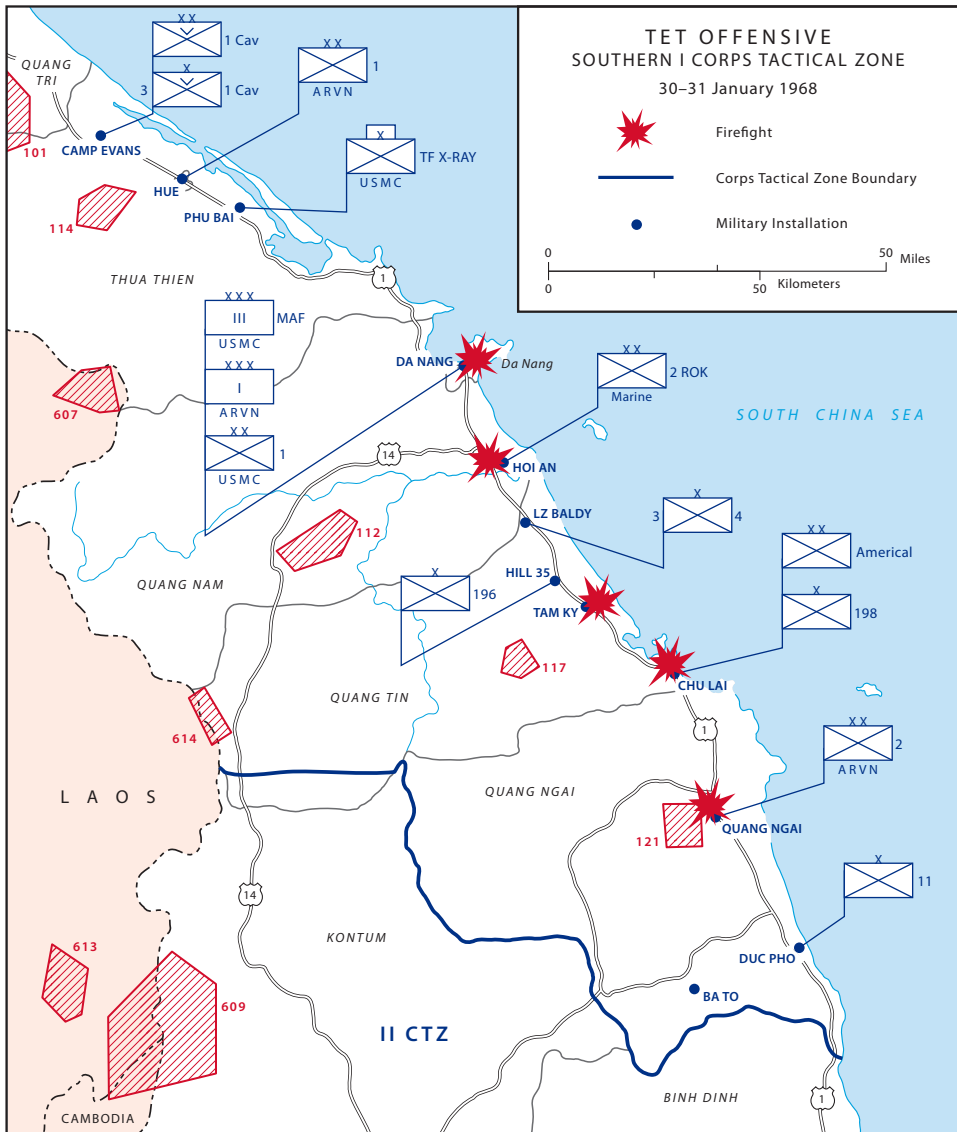 TET OFFENSIVE
SOUTHERN I CORPS TACTICAL ZONE
30–31 January 1968
Firefight
Corps Tactical Zone Boundary
Military Installation
0 50 Miles
0 50 Kilometers
XX
1 Cav
X
3 1 Cav
XX
1
ARVN
X
TF X-RAY
USMC
QUANG TRI
101
CAMP EVANS
HUE
PHU BAI
114
THUA THIEN
1
XXX
III MAF
USMC
XXX
I
ARVN
XX
1
USMC
607
DA NANG
Da Nang
XX
2 ROK
Marine
SOUTH CHINA SEA
14
HOI AN
LZ BALDY
X
3 4
112
XX
Americal
X
198
QUANG NAM
X
196
HILL 35
TAM KY
117
CHU LAI
QUANG TIN
614
1
XX
2
ARVN
LAOS
QUANG NGAI
121
QUANG NGAI
14
X
11
KONTUM
DUC PHO
613
609
BA TO
II CTZ
CAMBODIA
BINH DINH
1